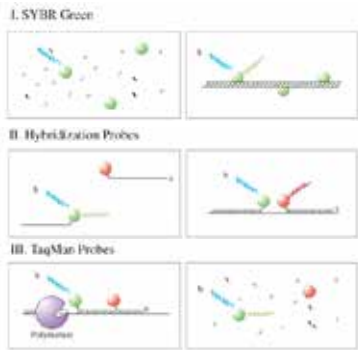 I. SYBR Green
II. Hybridization Probes
III. TaqMan Probes
Polymerase